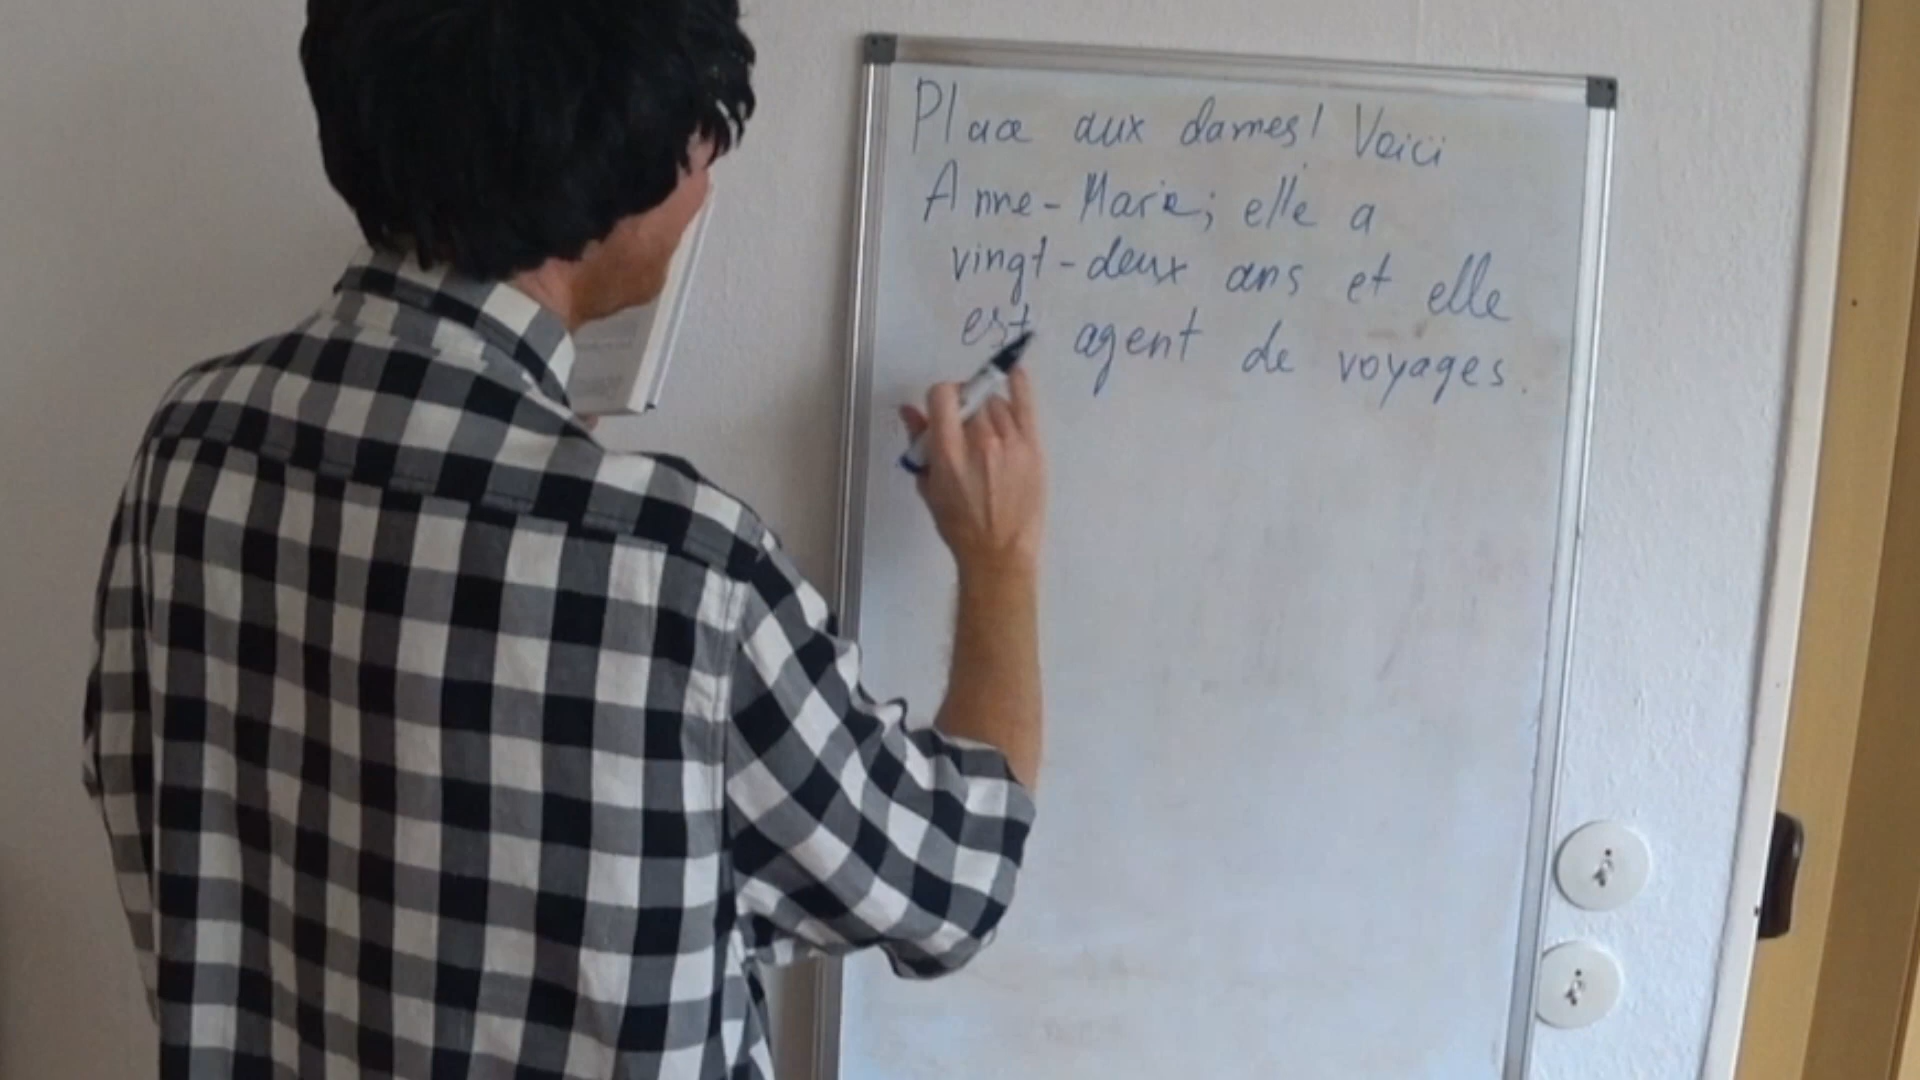 Place aux dames! Voici
Anne-Marie; elle a
vingt-deux ans et elle
est agent de voyages.